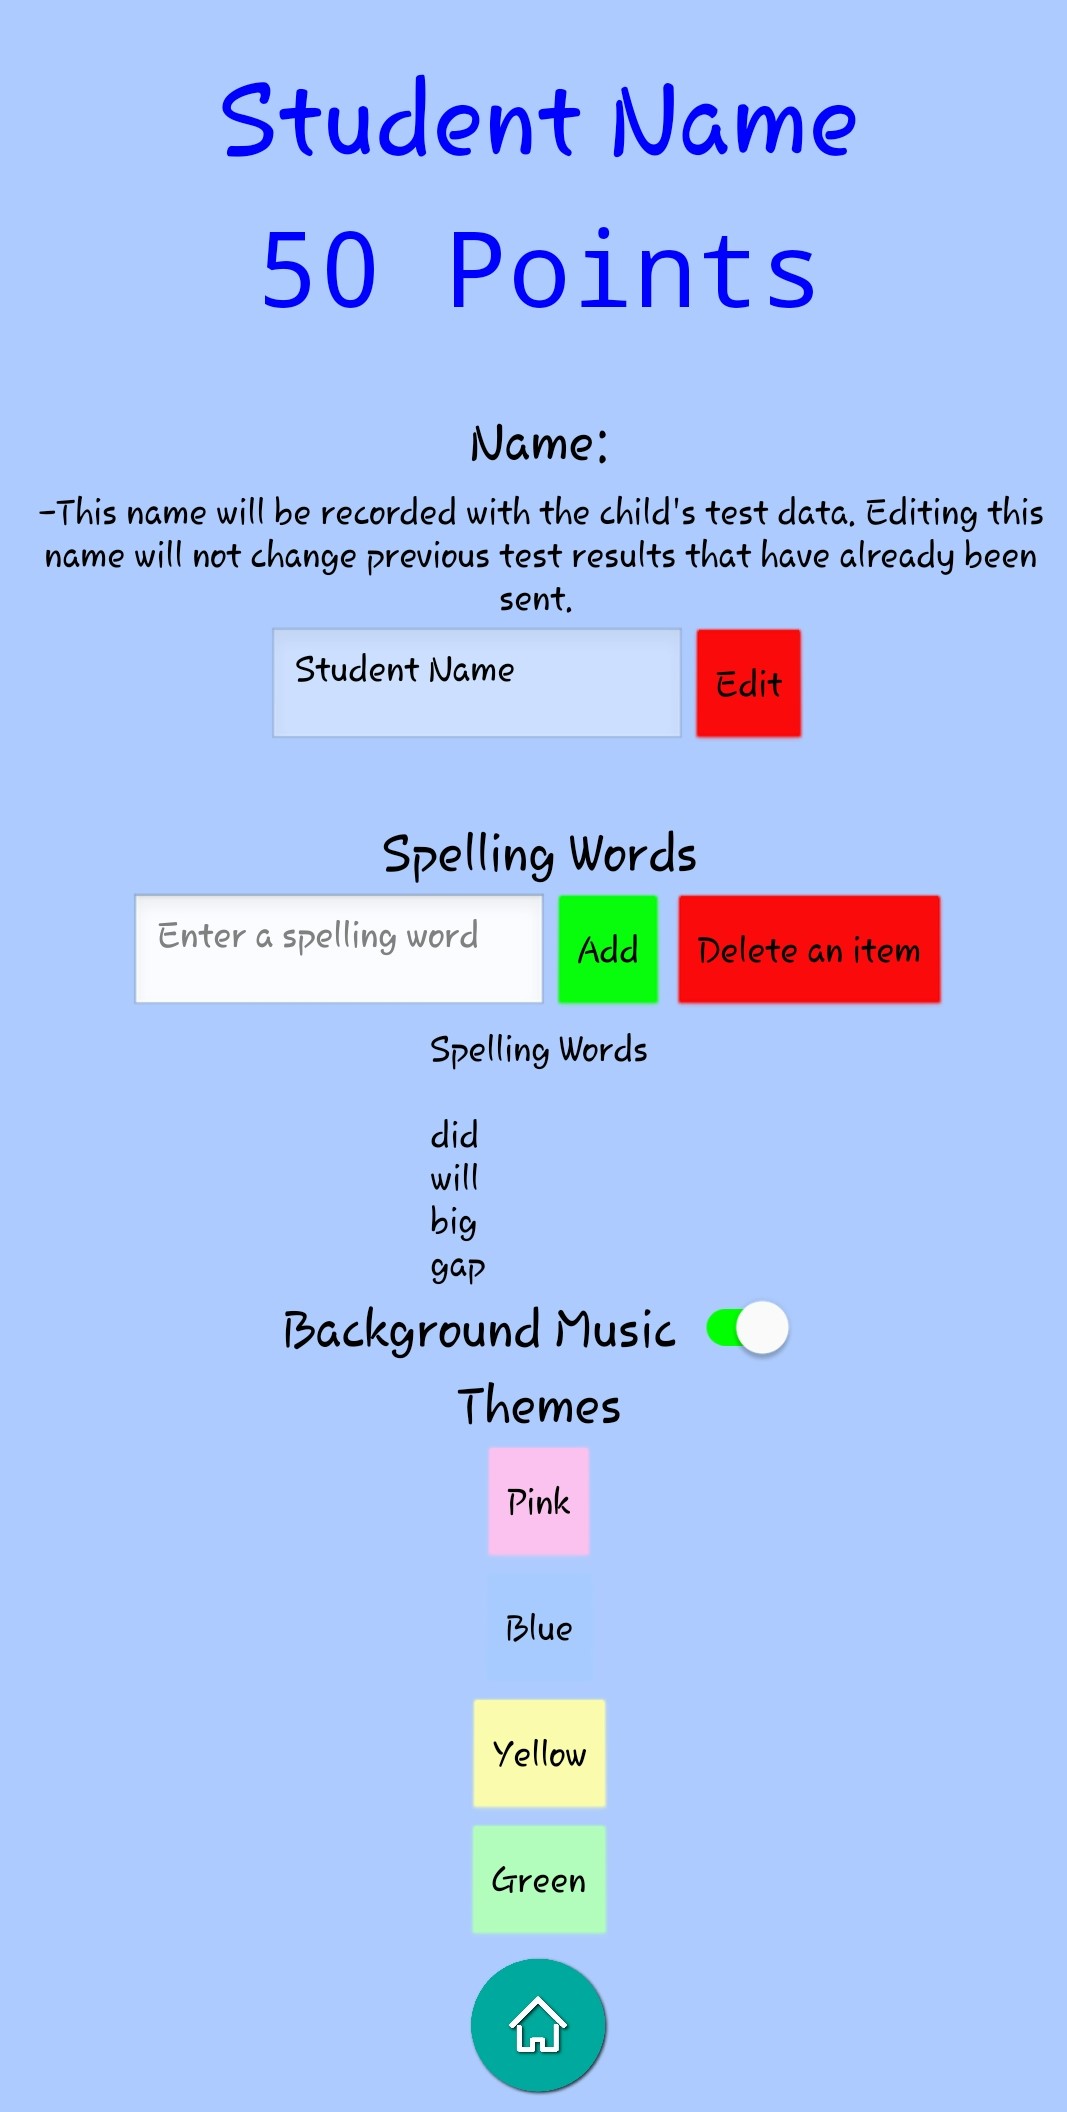 Student Name
50 Points
Name:
-This name will be recorded with the child's test data. Editing this
name will not change previous test results that have already been
sent.
Student Name
Edit
Spelling Words
Enter a spelling word
Add
Delete an item
Spelling Words
did
will
big
gap
Background Music
Themes
Pink
Blue
Yellow
Green